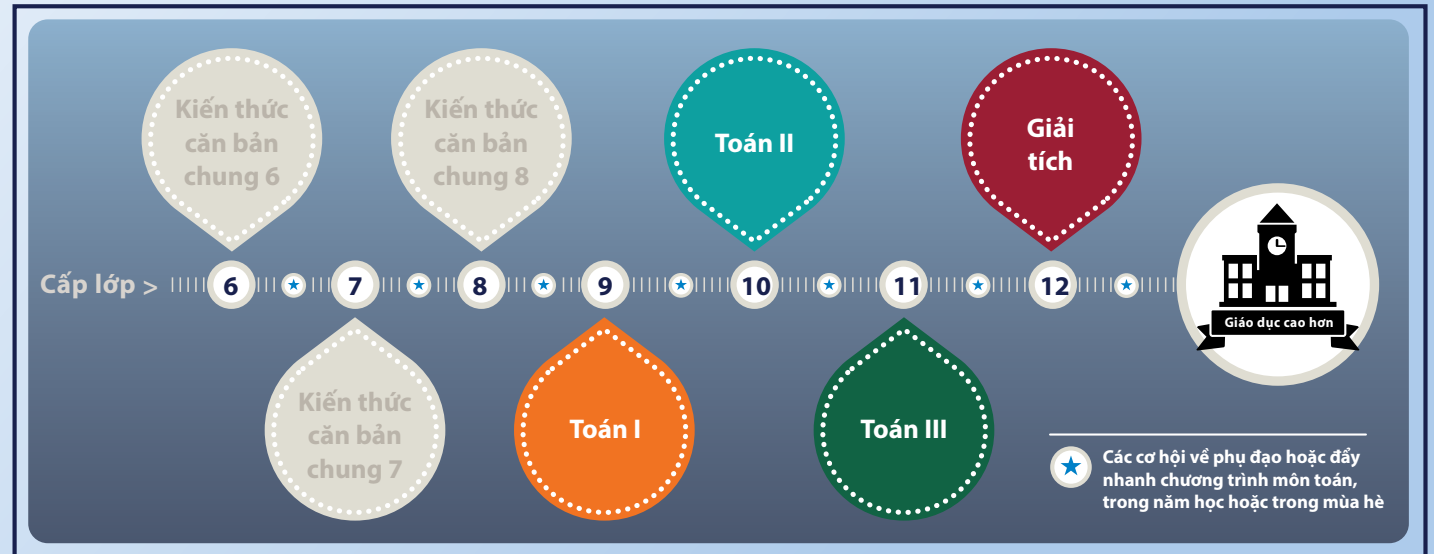 Kiến thức
căn bản
chung 6
Kiến thức
căn bản
chung 8
Toán II
Giải
tích
Cấp lớp >
6
7
8
9
10
11
12
Giáo dục cao hơn
Kiến thức
căn bản
chung 7
Toán I
Toán III
Các cơ hội về phụ đạo hoặc đẩy
nhanh chương trình môn toán,
trong năm học hoặc trong mùa hè